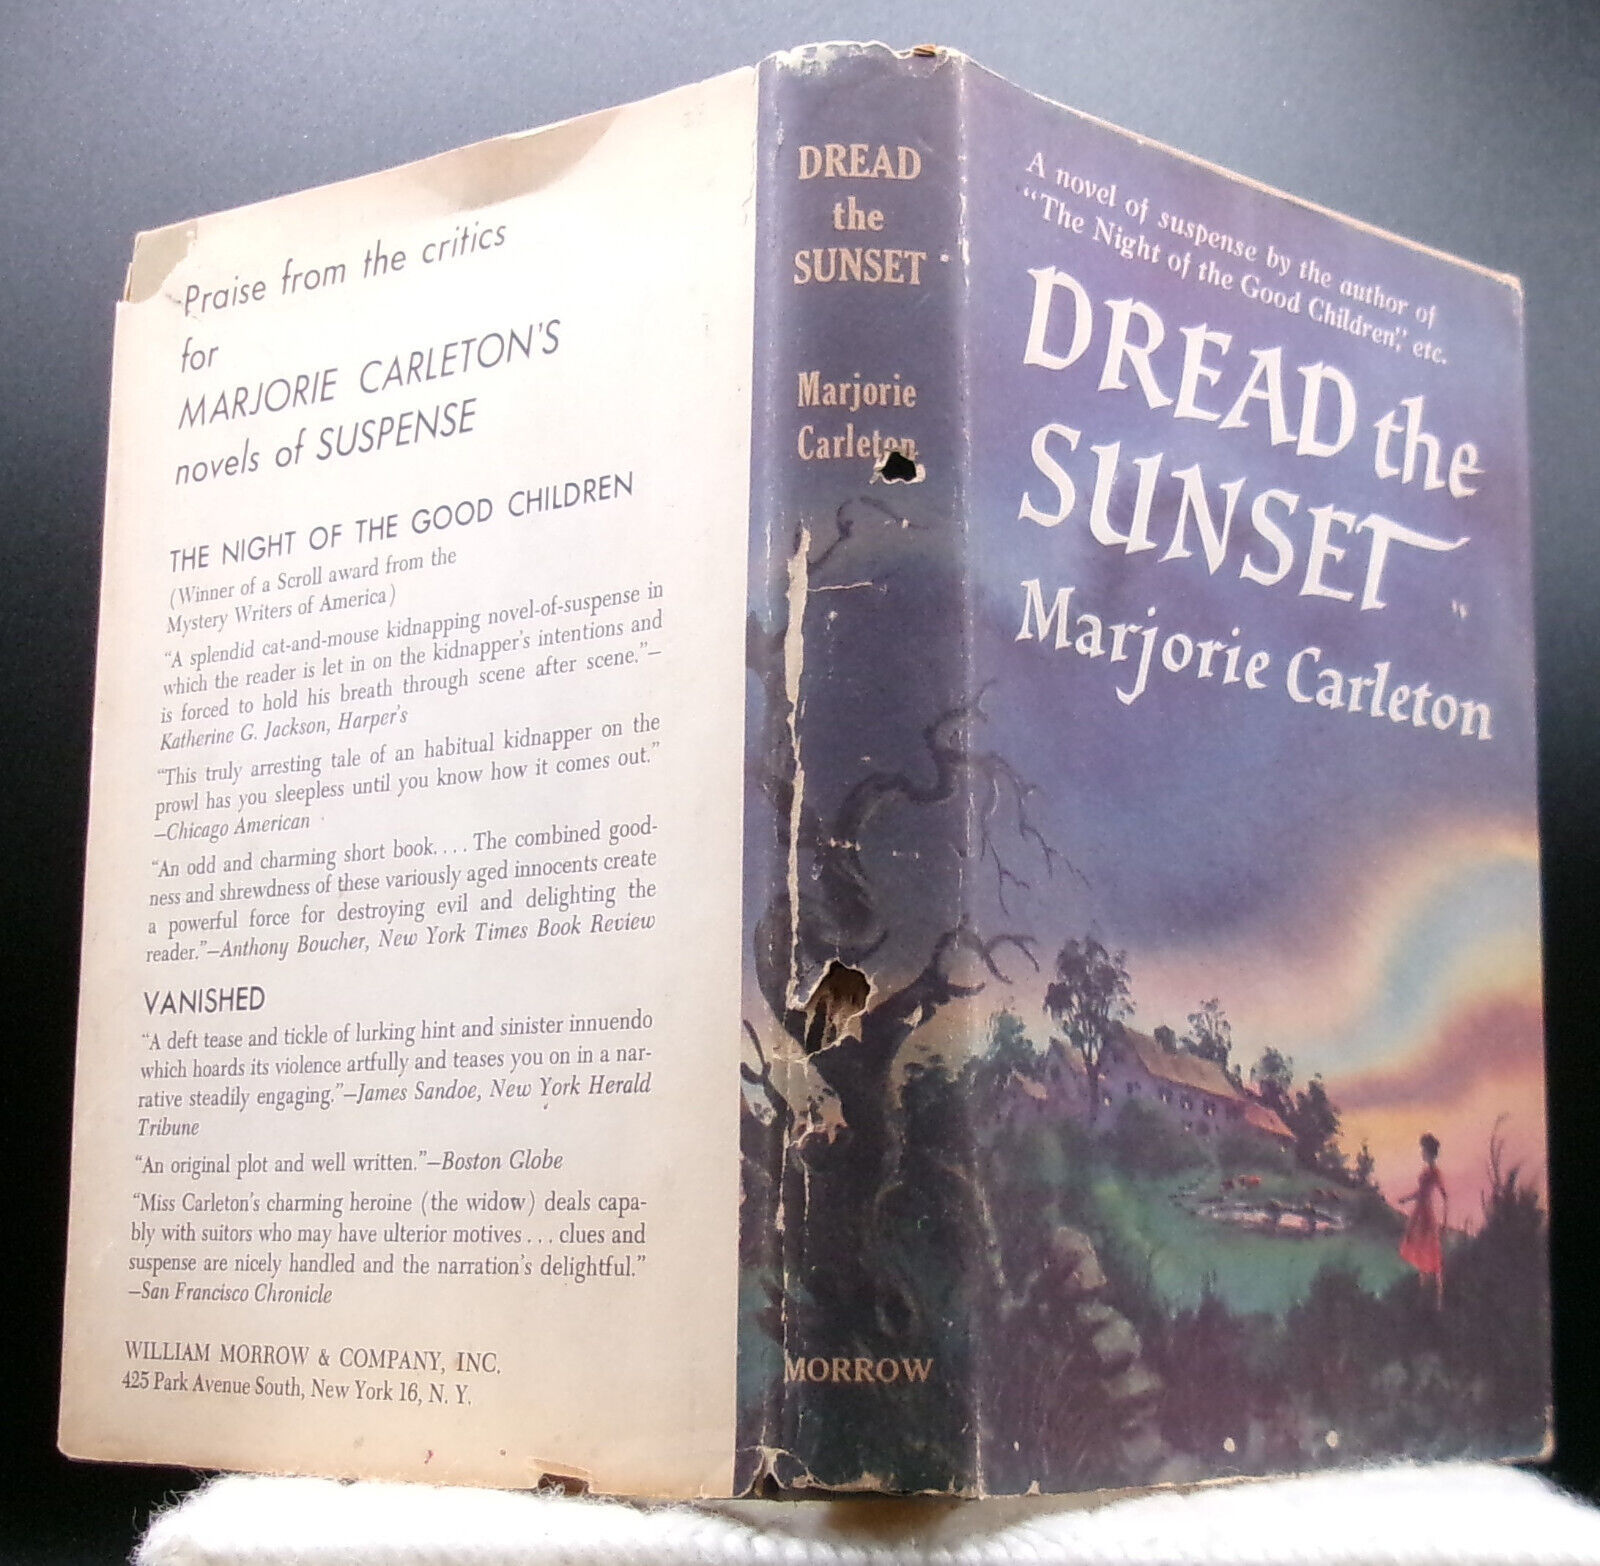 Praise from the critics
for
MARJORIE CARLETON'S
novels of SUSPENSE
THE NIGHT OF THE GOOD CHILDREN
(Winner of a Scroll award from the
Mystery Writers of America)
"A splendid cat-and-mouse kidnapping novel-of-suspense in
which the reader is let in on the kidnapper's intentions and
is forced to hold his breath through scene after scene."—
Katherine G. Jackson, Harper's
"This truly arresting tale of an habitual kidnapper on the
prowl has you sleepless until you know how it comes out."
—Chicago American
"An odd and charming short book.... The combined good-
ness and shrewdness of these variously aged innocents create
a powerful force for destroying evil and delighting the
reader."—Anthony Boucher, New York Times Book Review
VANISHED
"A deft tease and tickle of lurking hint and sinister innuendo
which hoards its violence artfully and teases you on in a nar-
rative steadily engaging."—James Sandoe, New York Herald
Tribune
"An original plot and well written."—Boston Globe
"Miss Carleton's charming heroine (the widow) deals capa-
bly with suitors who may have ulterior motives... clues and
suspense are nicely handled and the narration's delightful."
—San Francisco Chronicle
WILLIAM MORROW & COMPANY, INC.
425 Park Avenue South, New York 16, N. Y.
DREAD
the
SUNSET
Marjorie
Carleton
MORROW
A novel of suspense by the author of
"The Night of the Good Children", etc.
DREAD the
SUNSET
Marjorie Carleton